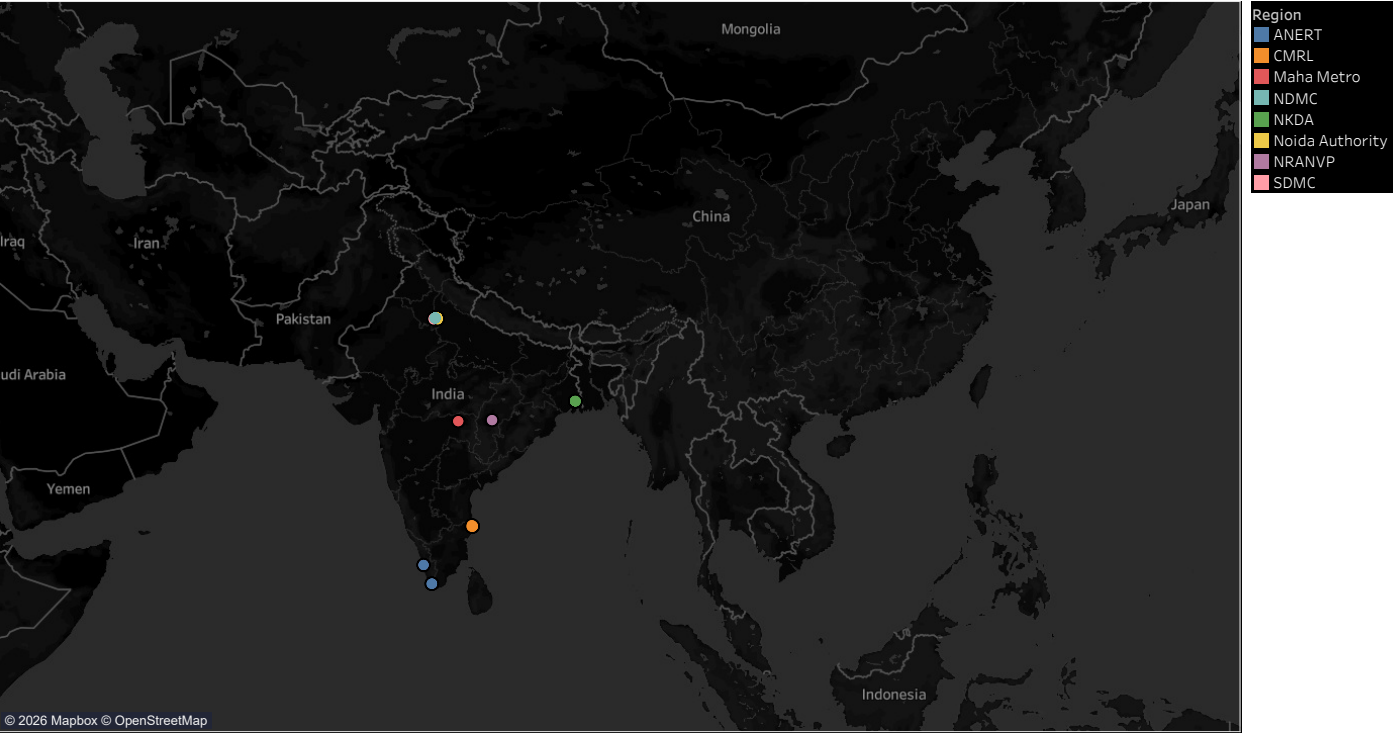 Mongolia
China
Japan
Iraq
Iran
Pakistan
udi Arabia
India
Yemen
Indonesia
© 2026 Mapbox © OpenStreetMap
Region
ANERT
CMRL
Maha Metro
NDMC
NKDA
Noida Authority
NRANVP
SDMC